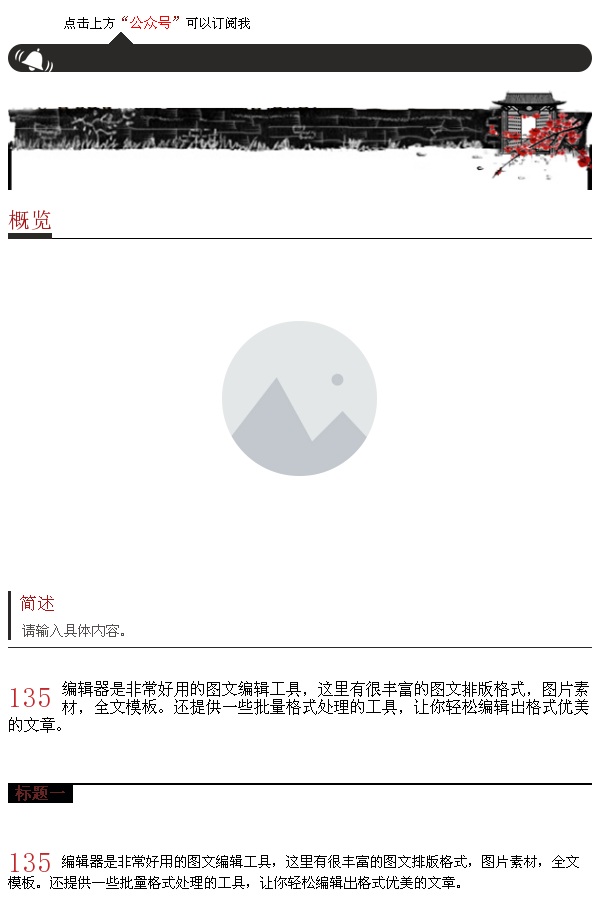 点击上方“公众号”可以订阅我
概览
简述
请输入具体内容。
135 编辑器是非常好用的图文编辑工具，这里有很丰富的图文排版格式，图片素
材，全文模板。还提供一些批量格式处理的工具，让你轻松编辑出格式优美
的文章。
标题一
135 编辑器是非常好用的图文编辑工具，这里有很丰富的图文排版格式，图片素材，全文
模板。还提供一些批量格式处理的工具，让你轻松编辑出格式优美的文章。